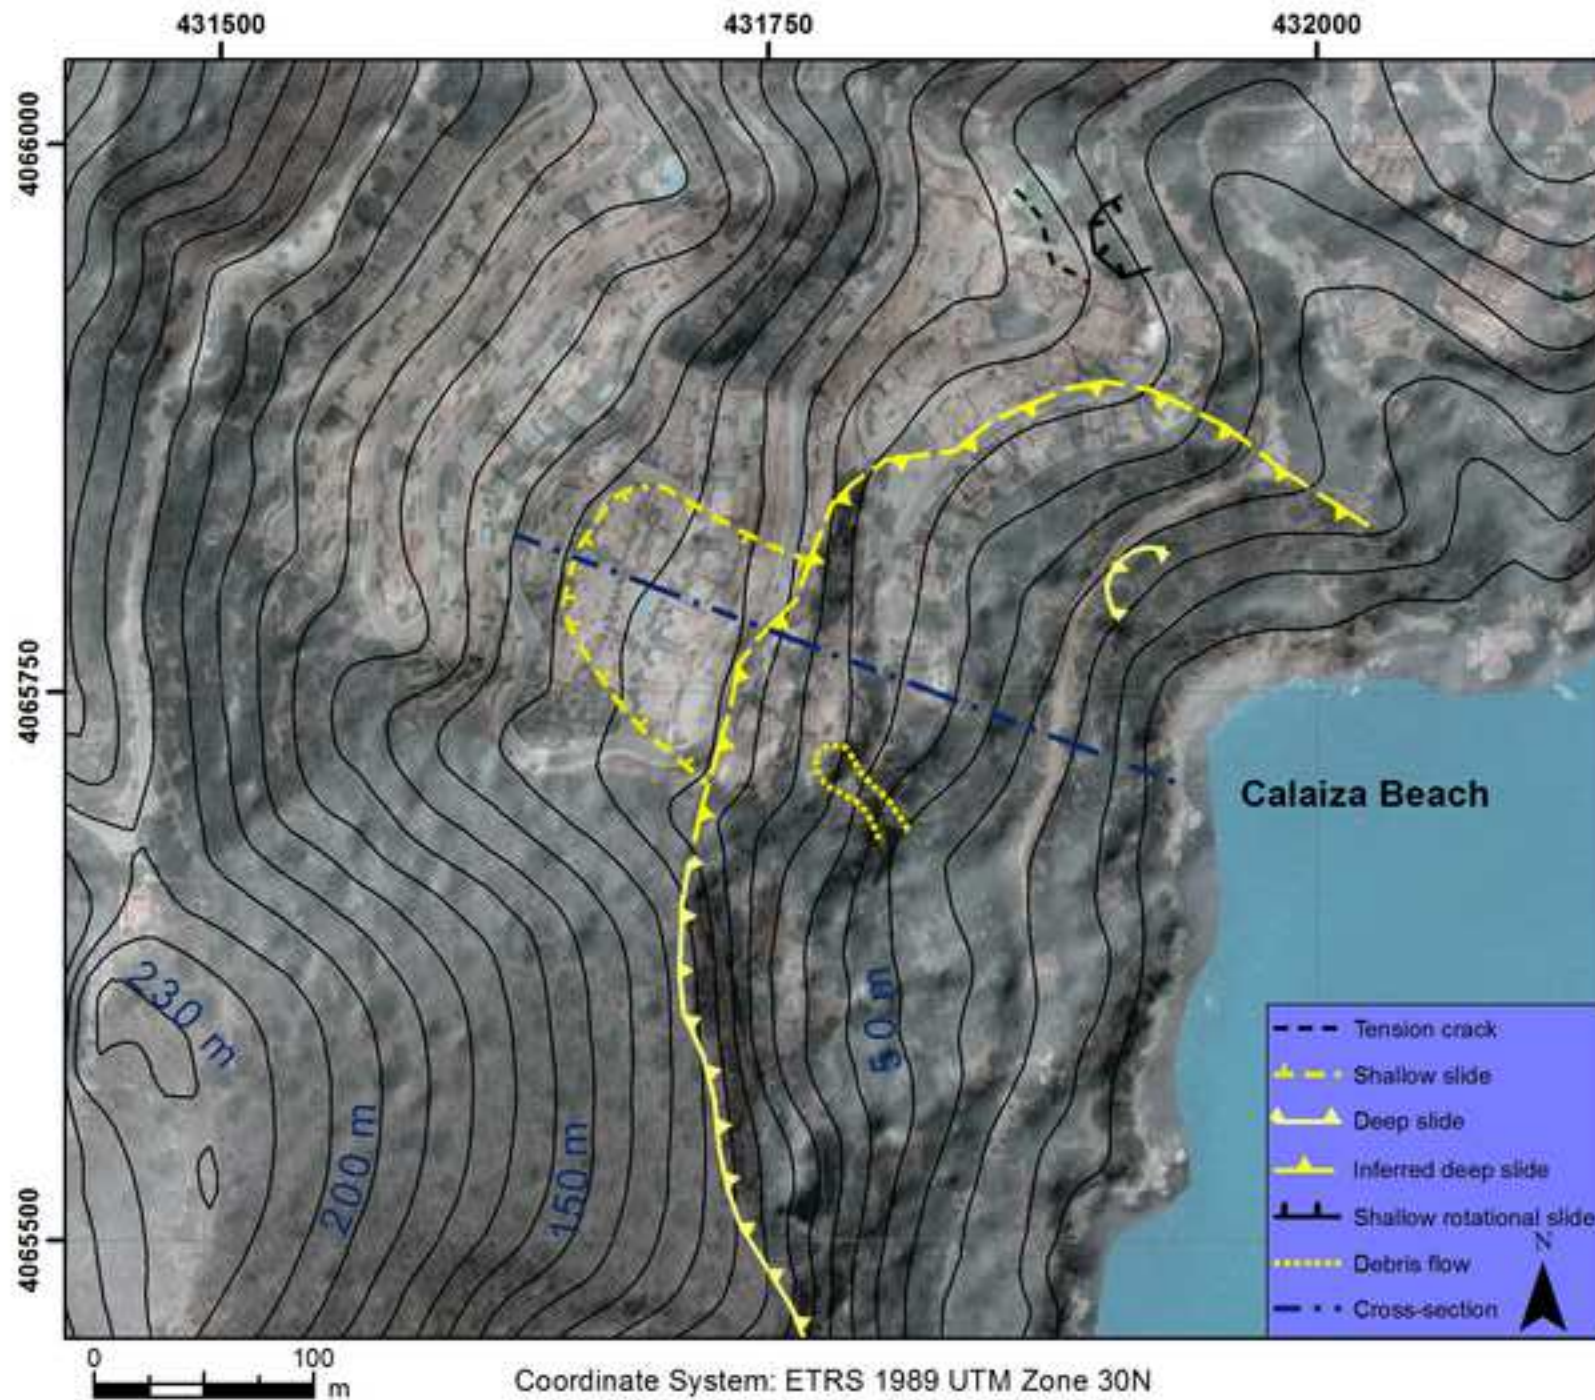 431500 431750 432000
4066000
4065750
4065500
Calaiza Beach
230 m
200 m
150 m
50 m
Tension crack
Shallow slide
Deep slide
Inferred deep slide
Shallow rotational slide
Debris flow
Cross-section
N
0 100
m
Coordinate System: ETRS 1989 UTM Zone 30N